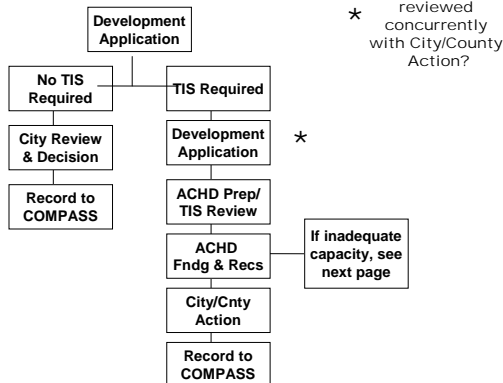 Development
Application
*
reviewed
concurrently
with City/County
Action?
No TIS
Required
TIS Required
City Review
& Decision
Development
Application
*
Record to
COMPASS
ACHD Prep/
TIS Review
ACHD
Fndg & Recs
If inadequate
capacity, see
next page
City/Cnty
Action
Record to
COMPASS